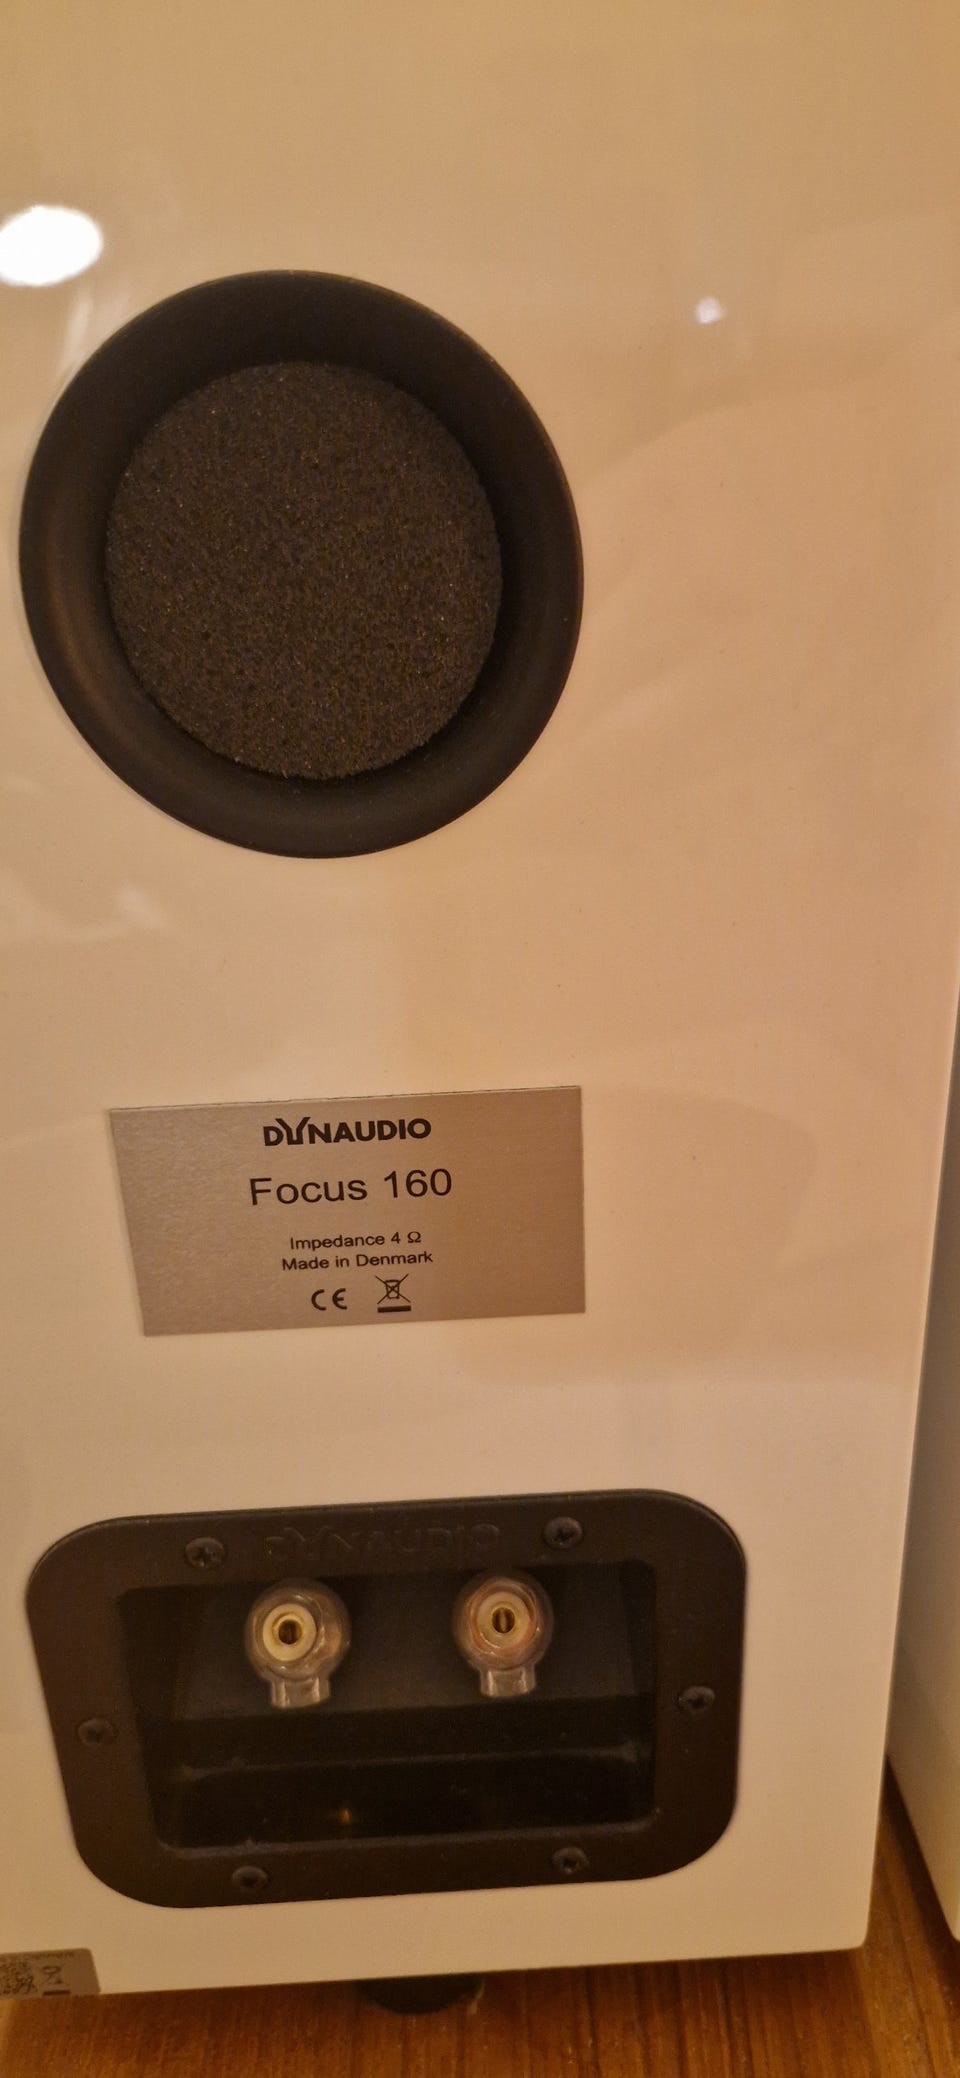 DYNAUDIO
Focus 160
Impedance 4 Ω
Made in Denmark
CE
DYNAUDIO